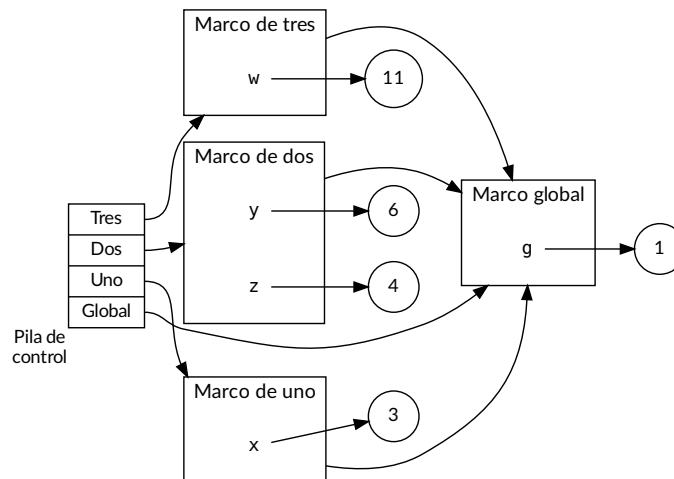 Marco de tres
w
11
Marco de dos
y
6
z
4
Marco global
g
1
Tres
Dos
Uno
Global
Pila de
control
Marco de uno
x
3